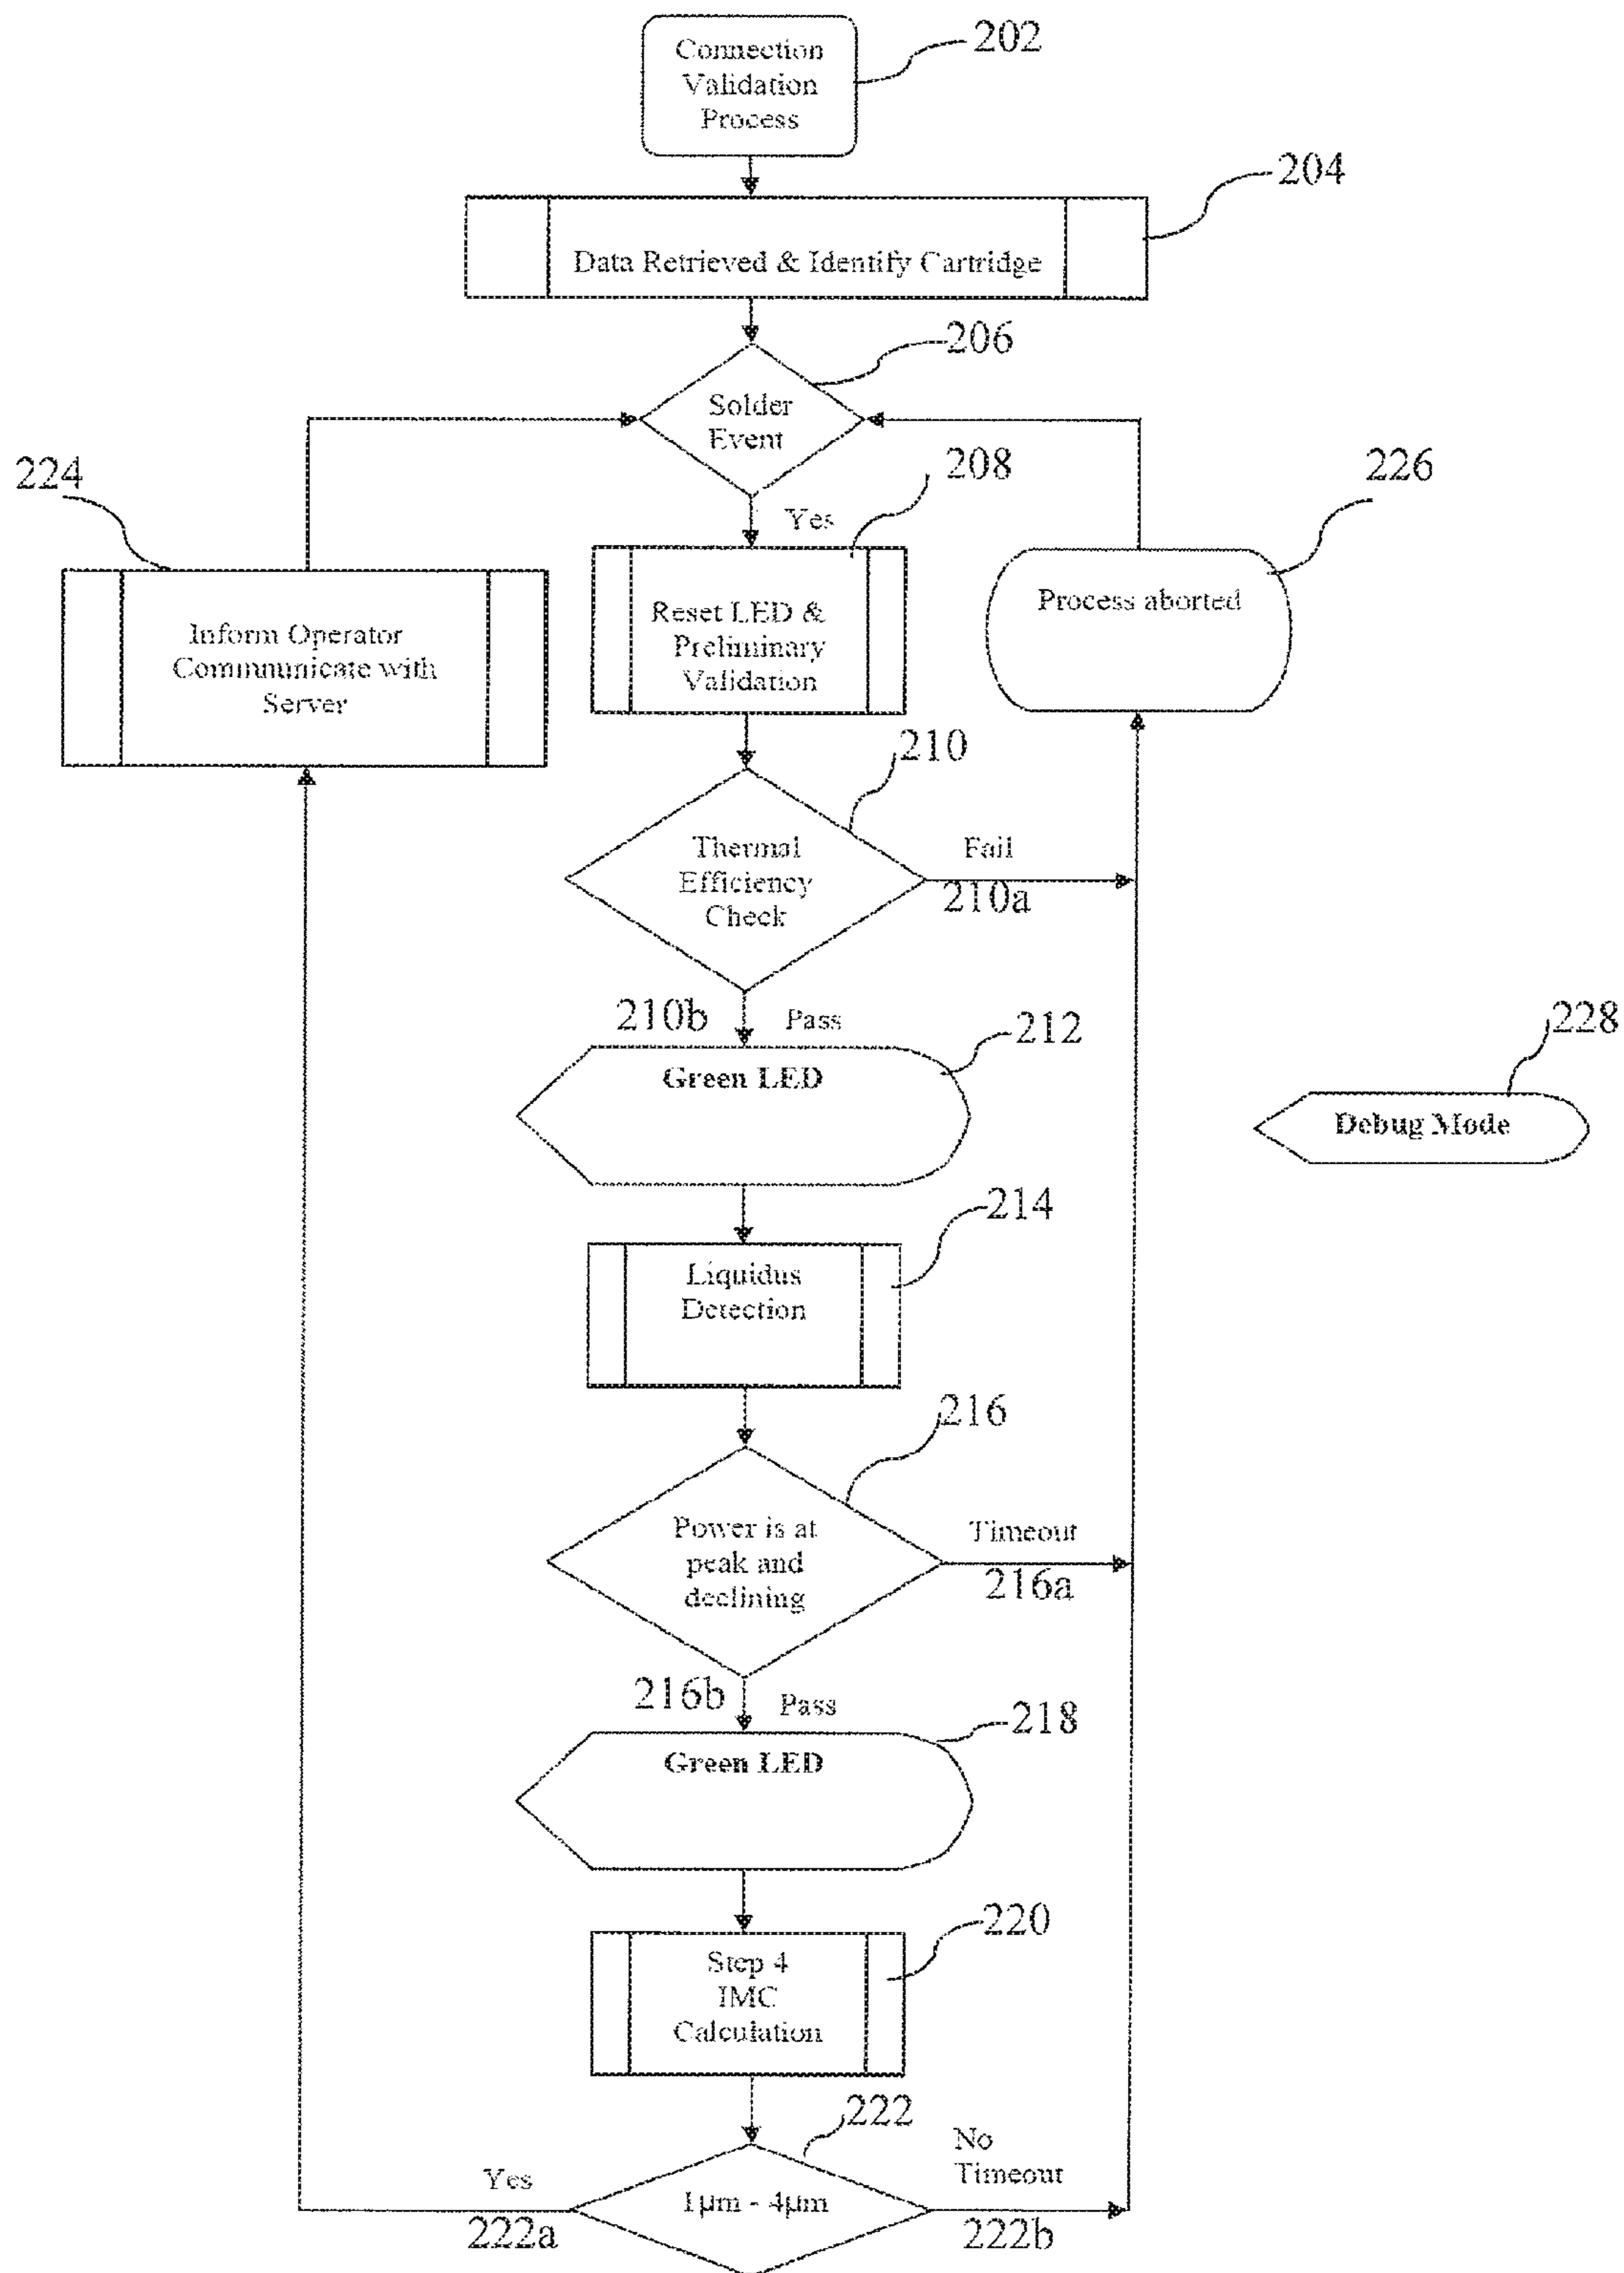 Connection
Validation
Process
202
204
Data Retrieved & Identify Cartridge
206
Solder
Event
224
208
226
Yes
Process aborted
Inform Operator
Communicate with
Server
Reset LED &
Preliminary
Validation
210
Thermal
Efficiency
Check
Fail
210a
210b
Pass
212
Green LED
228
Debug Mode
214
Liquidus
Detection
216
Power is at
peak and
declining
Timeout
216a
216b
Pass
218
Green LED
220
Step 4
IMC
Calculation
222
No
Timeout
Yes
1μm - 4μm
222a
222b